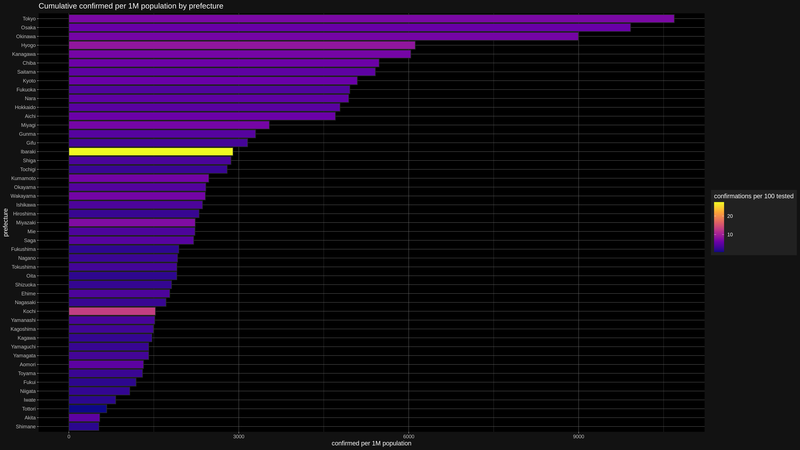 Cumulative confirmed per 1M population by prefecture
Tokyo
Osaka
Okinawa
Hyogo
Kanagawa
Chiba
Saitama
Kyoto
Fukuoka
Nara
Hokkaido
Aichi
Miyagi
Gunma
Gifu
Ibaraki
Shiga
Tochigi
Kumamoto
Okayama
Wakayama
Ishikawa
Hiroshima
Miyazaki
Mie
Saga
Fukushima
Nagano
Tokushima
Oita
Shizuoka
Ehime
Nagasaki
Kochi
Yamanashi
Kagoshima
Kagawa
Yamaguchi
Yamagata
Aomori
Toyama
Fukui
Niigata
Iwate
Tottori
Akita
Shimane
prefecture
0 3000 6000 9000
confirmed per 1M population
confirmations per 100 tested
20
10